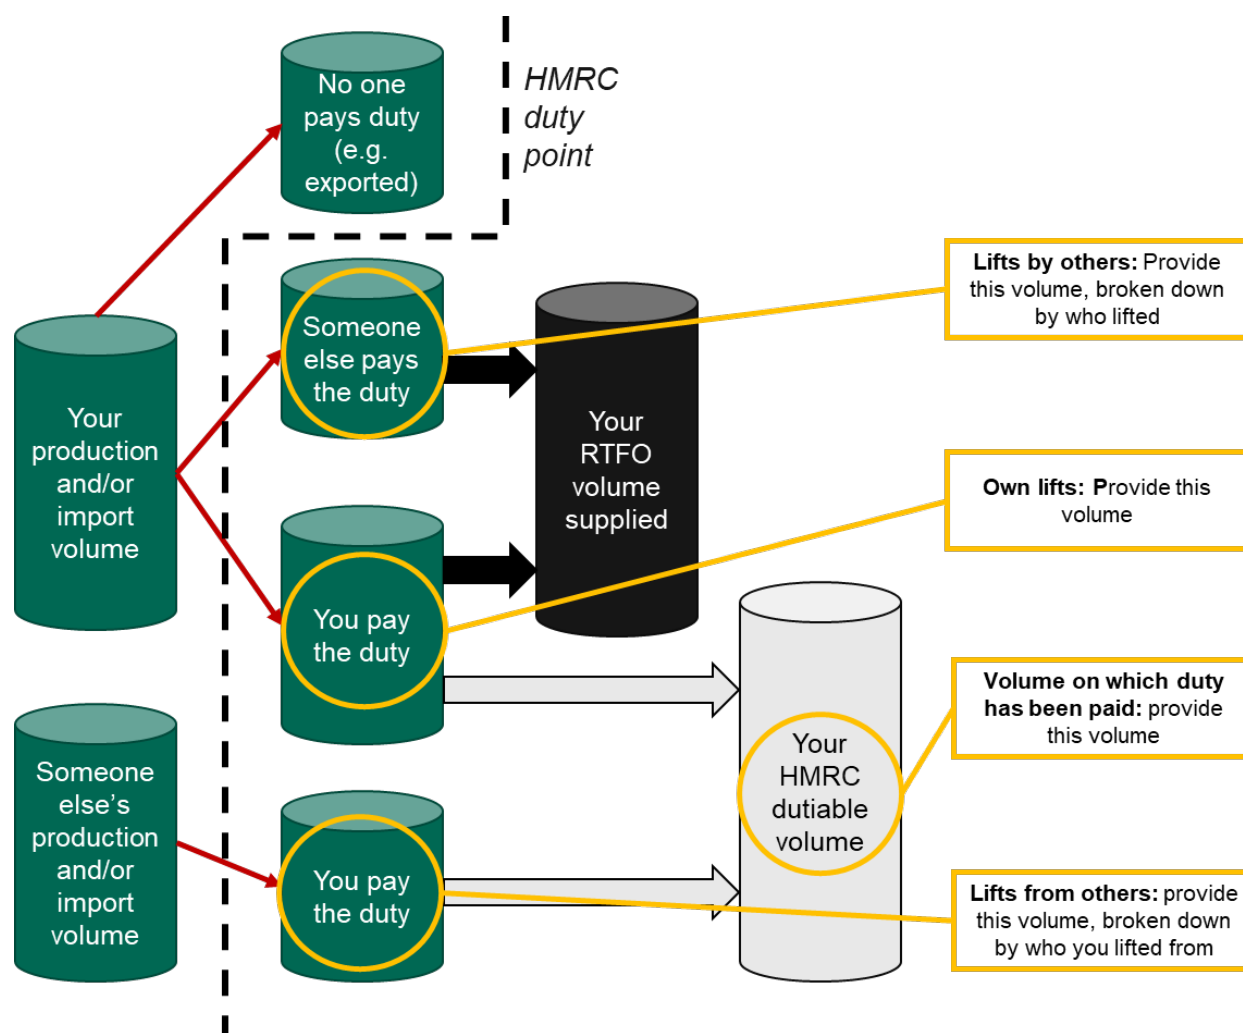 No one
pays duty
(e.g.
exported)
HMRC
duty
point
Someone
else pays
the duty
Lifts by others: Provide
this volume, broken down
by who lifted
Your
production
and/or
import
volume
Your
RTFO
volume
supplied
Own lifts: Provide this
volume
You pay
the duty
Volume on which duty
has been paid: provide
this volume
Your
HMRC
dutiable
volume
Someone
else’s
production
and/or
import
volume
You pay
the duty
Lifts from others: provide
this volume, broken down
by who you lifted from